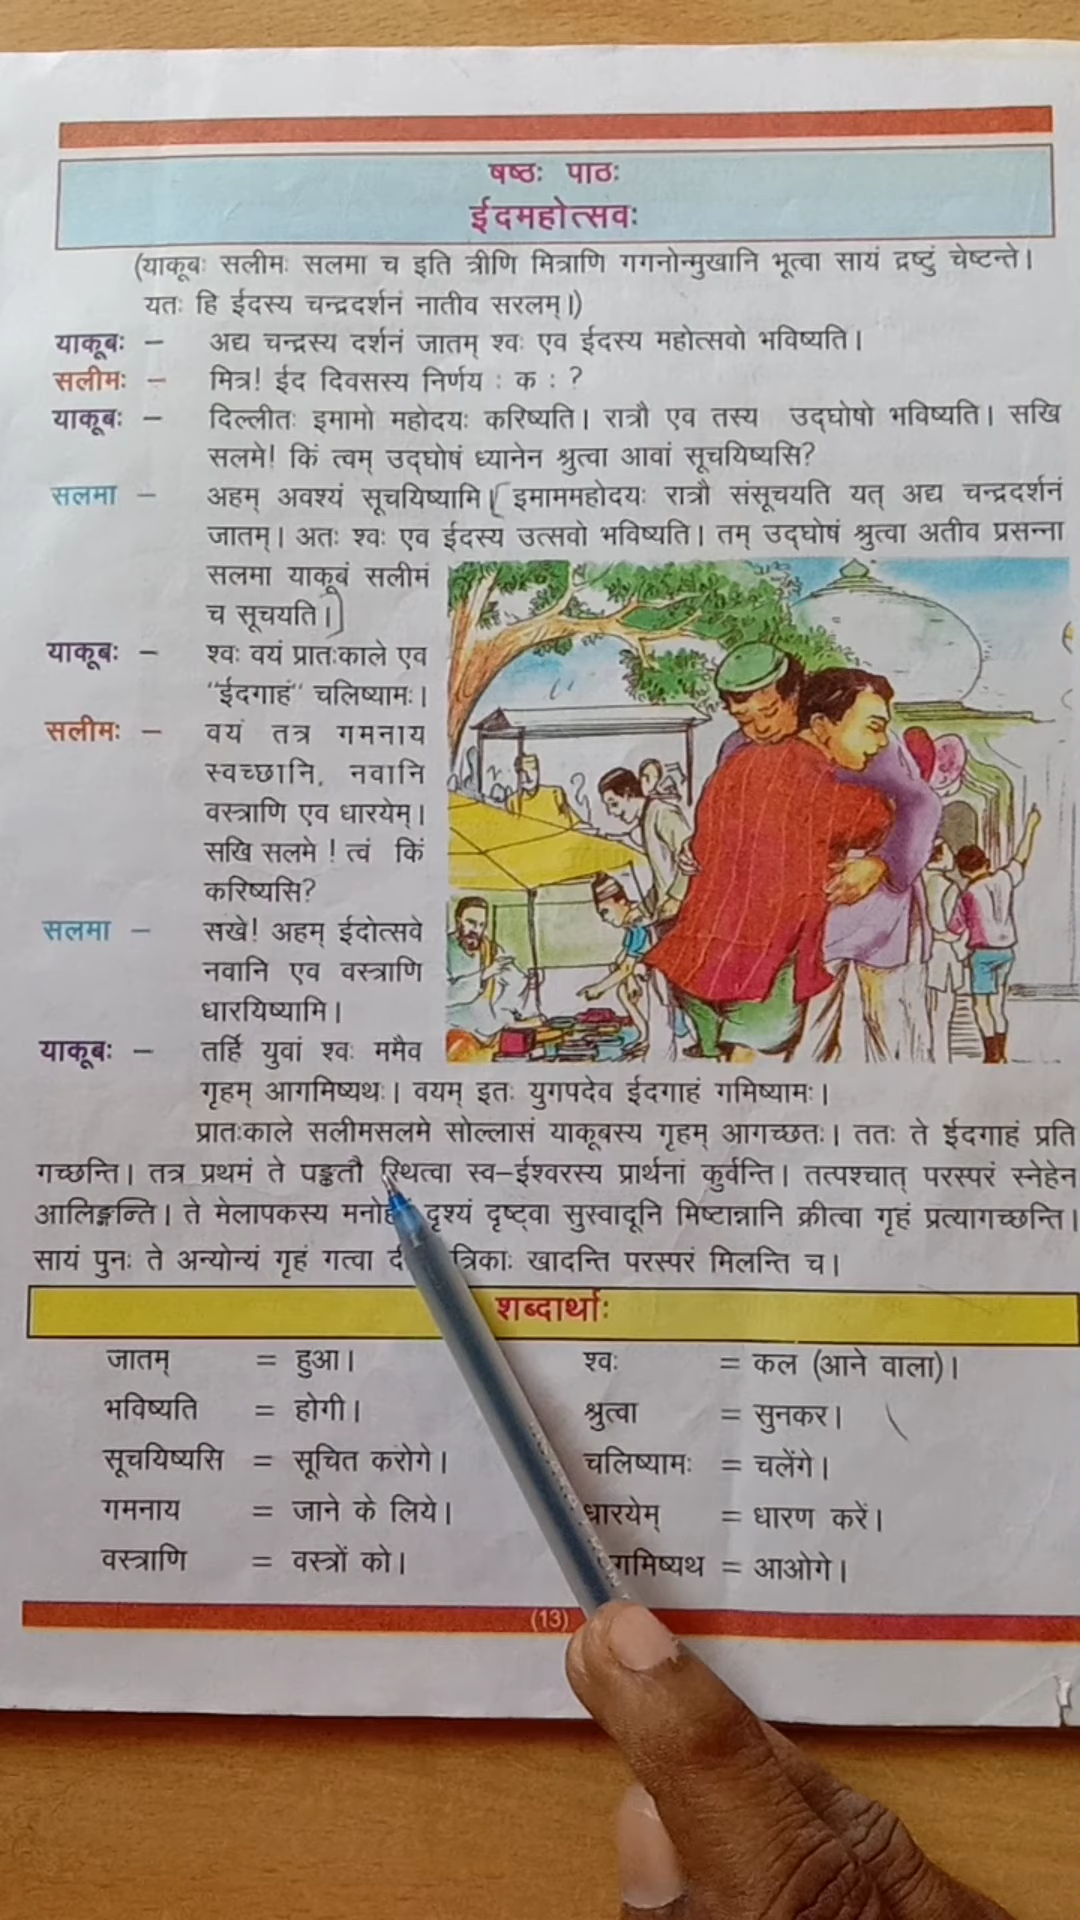 षष्ठः पाठः
ईदमहोत्सवः
(याकूबः सलीमः सलमा च इति त्रीणि मित्राणि गगनोन्मुखानि भूत्वा सायं द्रष्टुं चेष्टन्ते।
यतः हि ईदस्य चन्द्रदर्शनं नातीव सरलम्।)
याकूबः – अद्य चन्द्रस्य दर्शनं जातम् श्वः एव ईदस्य महोत्सवो भविष्यति।
सलीमः – मित्र! ईद दिवसस्य निर्णय : क : ?
याकूबः – दिल्लीतः इमामो महोदयः करिष्यति। रात्रौ एव तस्य उद्घोषो भविष्यति। सखि
सलमे! किं त्वम् उद्घोषं ध्यानेन श्रुत्वा आवां सूचयिष्यसि?
सलमा – अहम् अवश्यं सूचयिष्यामि। (इमाममहोदयः रात्रौ संसूचयति यत् अद्य चन्द्रदर्शनं
जातम्। अतः श्वः एव ईदस्य उत्सवो भविष्यति। तम् उद्घोषं श्रुत्वा अतीव प्रसन्ना
सलमा याकूबं सलीमं
च सूचयति।)
याकूबः – श्वः वयं प्रातःकाले एव
“ईदगाहं” चलिष्यामः।
सलीमः – वयं तत्र गमनाय
स्वच्छानि, नवानि
वस्त्राणि एव धारयेम्।
सखि सलमे ! त्वं किं
करिष्यसि?
सलमा – सखे! अहम् ईदोत्सवे
नवानि एव वस्त्राणि
धारयिष्यामि।
याकूबः – तर्हि युवां श्वः ममैव
गृहम् आगमिष्यथः। वयम् इतः युगपदेव ईदगाहं गमिष्यामः।
प्रातःकाले सलीमसलमे सोल्लासं याकूबस्य गृहम् आगच्छतः। ततः ते ईदगाहं प्रति
गच्छन्ति। तत्र प्रथमं ते पङ्क्तौ स्थित्वा स्व–ईश्वरस्य प्रार्थनां कुर्वन्ति। तत्पश्चात् परस्परं स्नेहेन
आलिङ्गन्ति। ते मेलापकस्य दृश्यं दृष्ट्वा सुस्वादूनि मिष्टान्नानि क्रीत्वा गृहं प्रत्यागच्छन्ति।
सायं पुनः ते अन्योन्यं गृहं गत्वा खादन्ति परस्परं मिलन्ति च।
शब्दार्थाः
जातम् = हुआ। श्वः = कल (आने वाला)।
भविष्यति = होगी। श्रुत्वा = सुनकर।
सूचयिष्यसि = सूचित करोगे। चलिष्यामः = चलेंगे।
गमनाय = जाने के लिये। धारयेम् = धारण करें।
वस्त्राणि = वस्त्रों को। = आओगे।
(13)